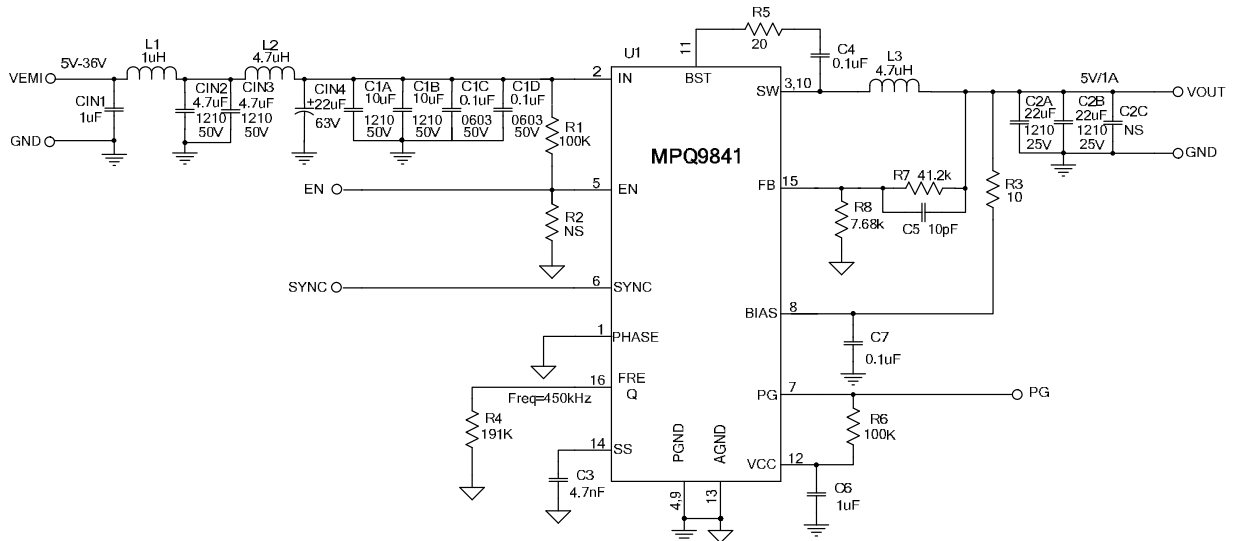 VEMI
5V-36V
L1
1uH
L2
4.7uH
CIN1
1uF
GND
CIN2
4.7uF
1210
50V
CIN3
4.7uF
1210
50V
CIN4
+
22uF
63V
C1A
10uF
1210
50V
C1B
10uF
1210
50V
C1C
0.1uF
0603
50V
C1D
0.1uF
0603
50V
R1
100K
EN
R2
NS
SYNC
Freq=450kHz
R4
191K
C3
4.7nF
U1
MPQ9841
2
IN
5
EN
6
SYNC
1
PHASE
16
FRE
Q
14
SS
11
BST
3,10
SW
15
FB
8
BIAS
7
PG
12
VCC
PGND
AGND
4,9
13
R5
20
C4
0.1uF
L3
4.7uH
5V/1A
VOUT
C2A
22uF
1210
25V
C2B
22uF
1210
25V
C2C
NS
GND
R7 41.2k
C5 10pF
R8
7.68k
R3
10
C7
0.1uF
PG
R6
100K
C6
1uF